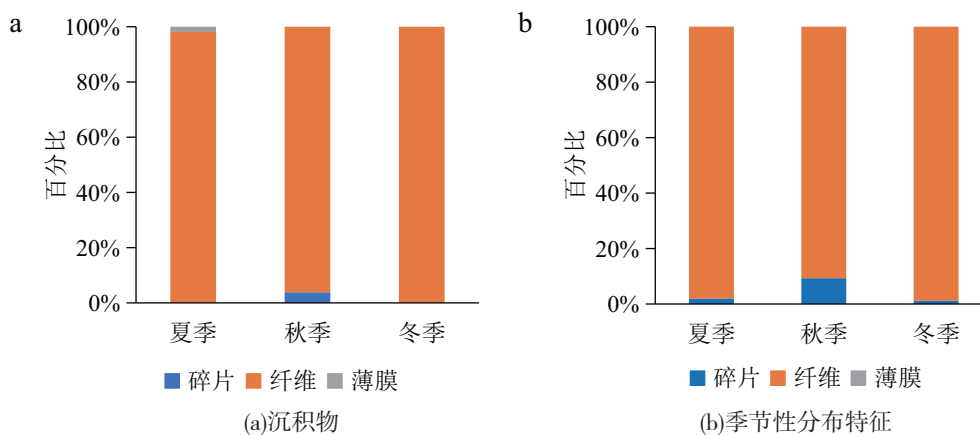 a
100%
80%
60%
40%
20%
0%
百分比
夏季 秋季 冬季
碎片 纤维 薄膜
(a)沉积物
b
100%
80%
60%
40%
20%
0%
百分比
夏季 秋季 冬季
碎片 纤维 薄膜
(b)季节性分布特征